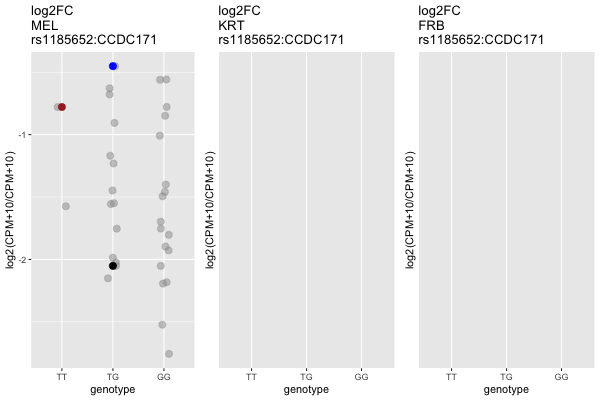 log2FC
MEL
rs1185652:CCDC171
log2FC
KRT
rs1185652:CCDC171
log2FC
FRB
rs1185652:CCDC171
log2(CPM+10/CPM+10)
-1
-2
TT TG GG
genotype
log2(CPM+10/CPM+10)
TT TG GG
genotype
log2(CPM+10/CPM+10)
TT TG GG
genotype